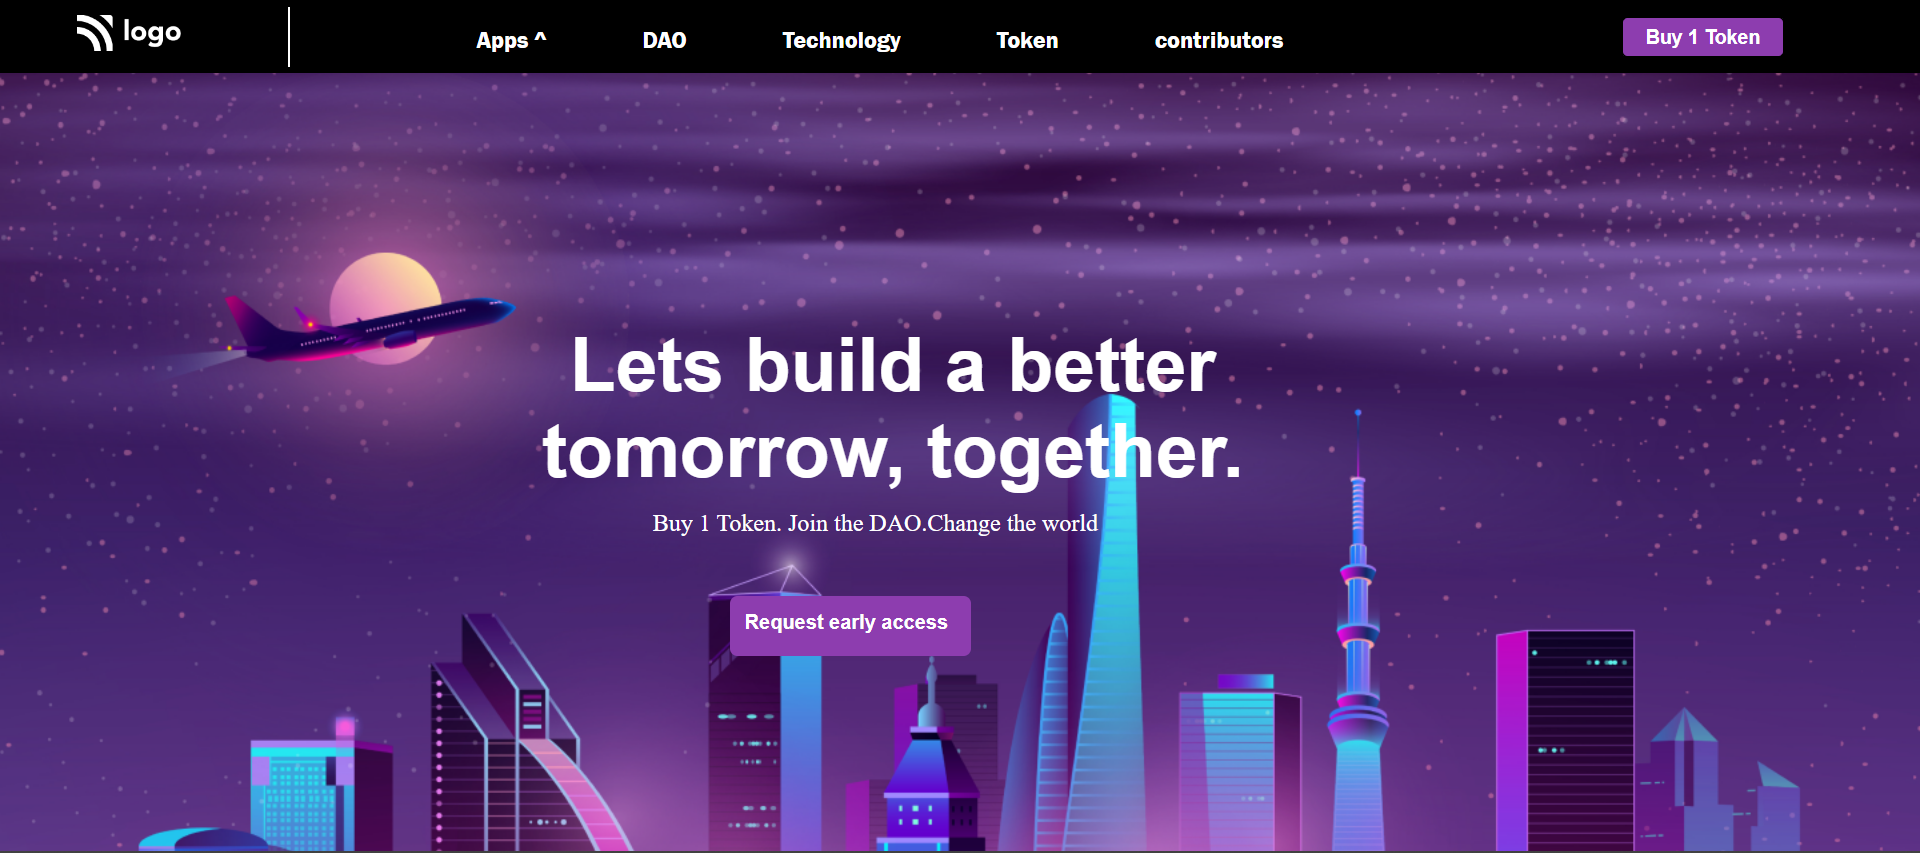 logo
Apps ^
DAO
Technology
Token
contributors
Buy 1 Token
Lets build a better
tomorrow, together.
Buy 1 Token. Join the DAO.Change the world
Request early access